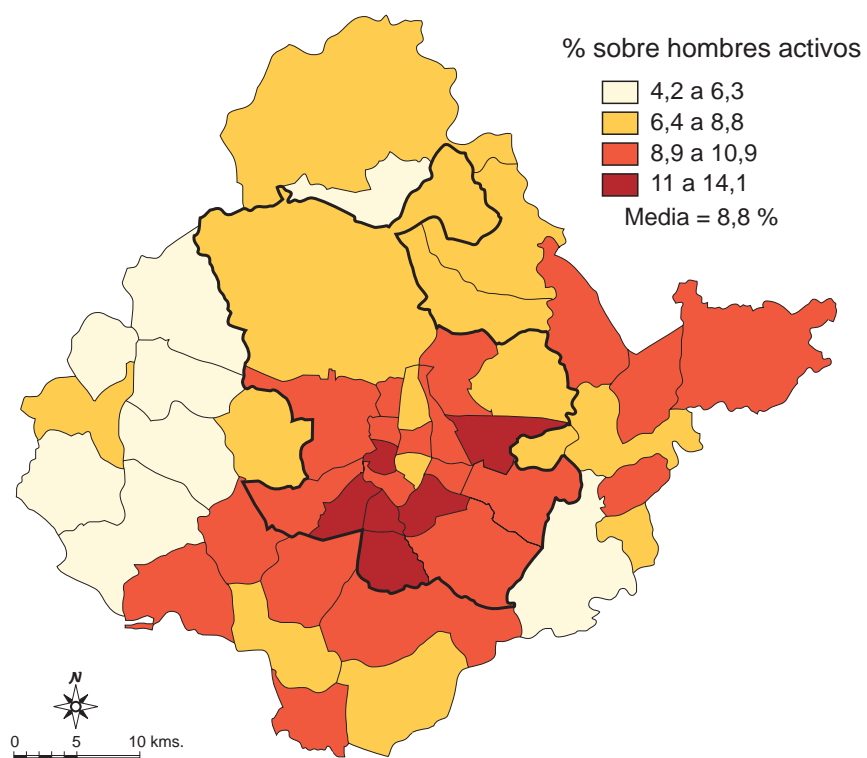 % sobre hombres activos
4,2 a 6,3
6,4 a 8,8
8,9 a 10,9
11 a 14,1
Media = 8,8 %
N
0 5 10 kms.